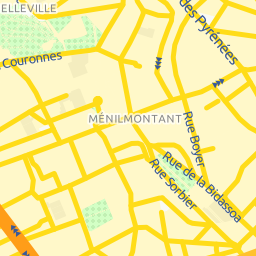 ELLEVILLE
des Pyrénées
Couronnes
MÉNILMONTANT
Rue Boyer
Rue de la Bidassoa
Rue Sorbier